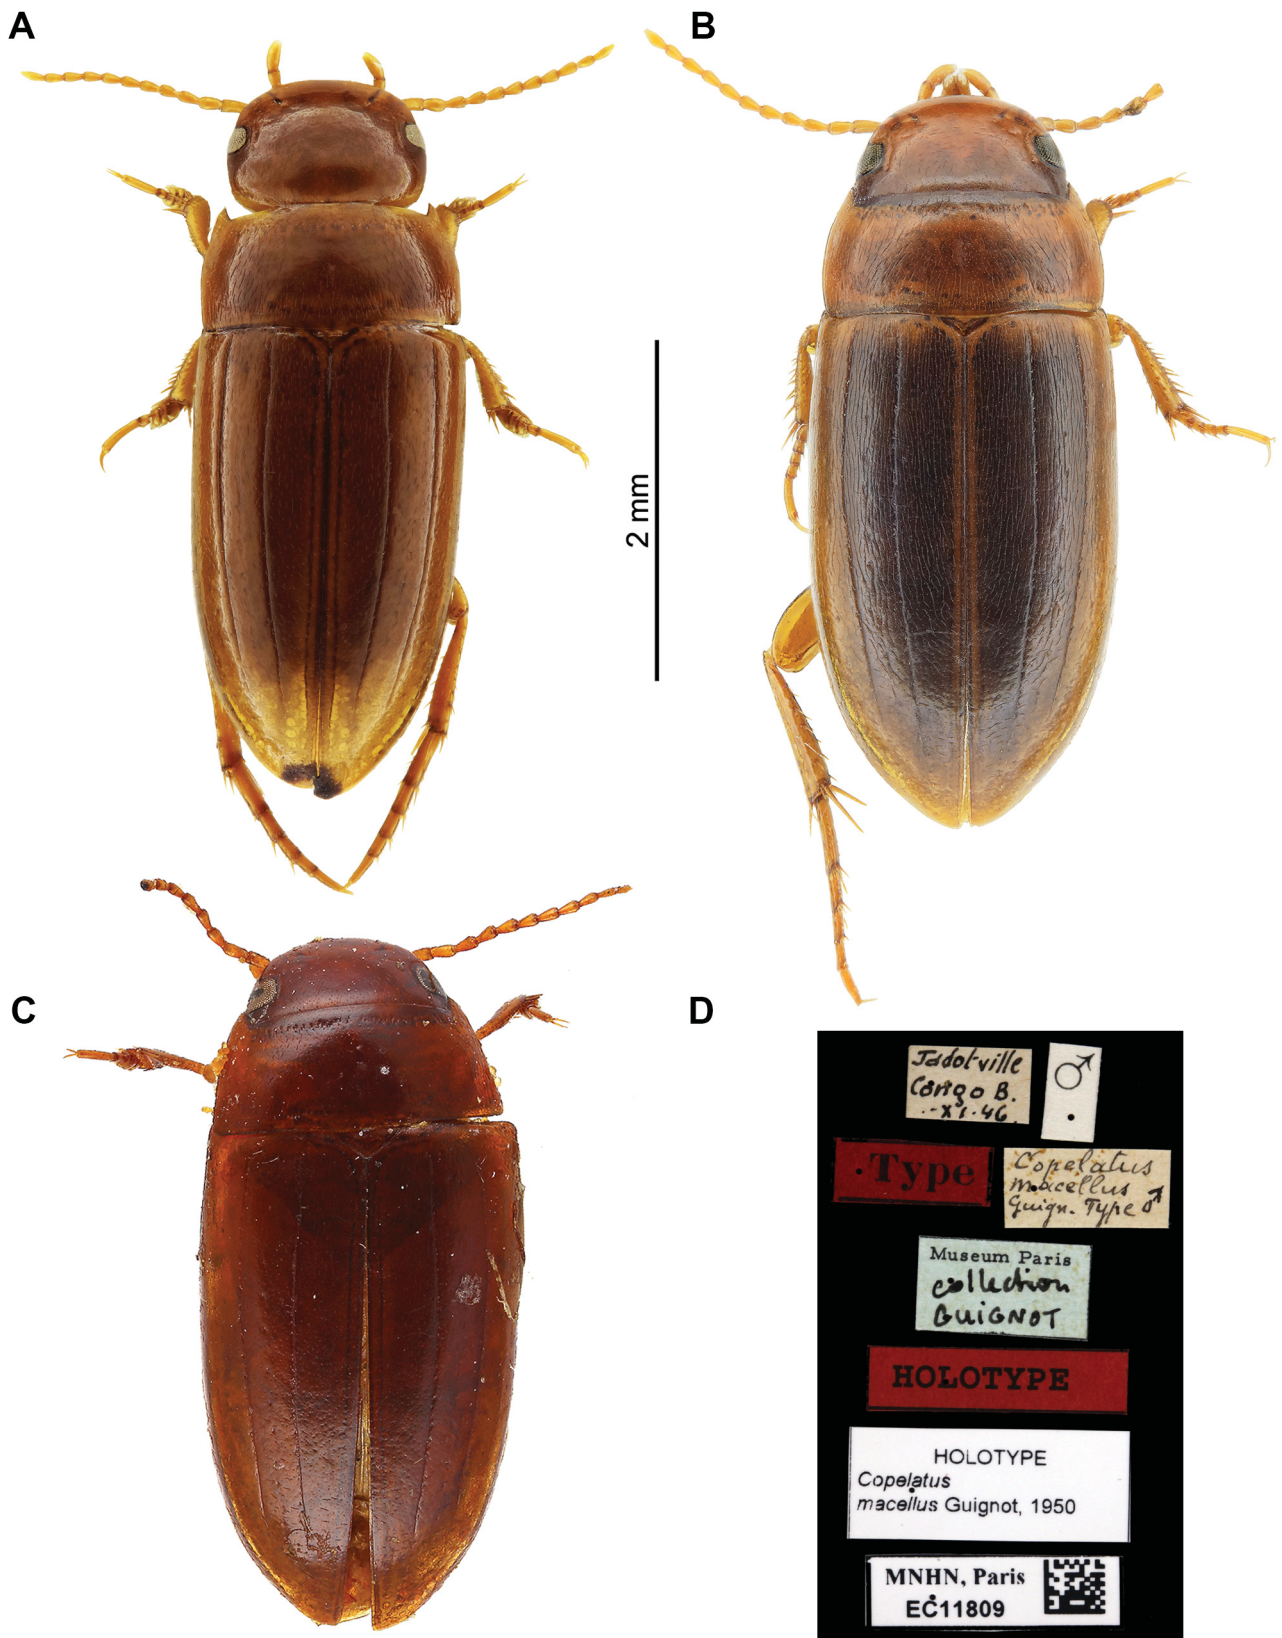 A
B
2 mm
C
D
Jadotville
Congo B.
XI.46.
♂
Type
Copelatus
macellus
Guign. Type ♂
Museum Paris
collection
GUIGNOT
HOLOTYPE
HOLOTYPE
Copelatus
macellus Guignot, 1950
MNHN, Paris
EC11809